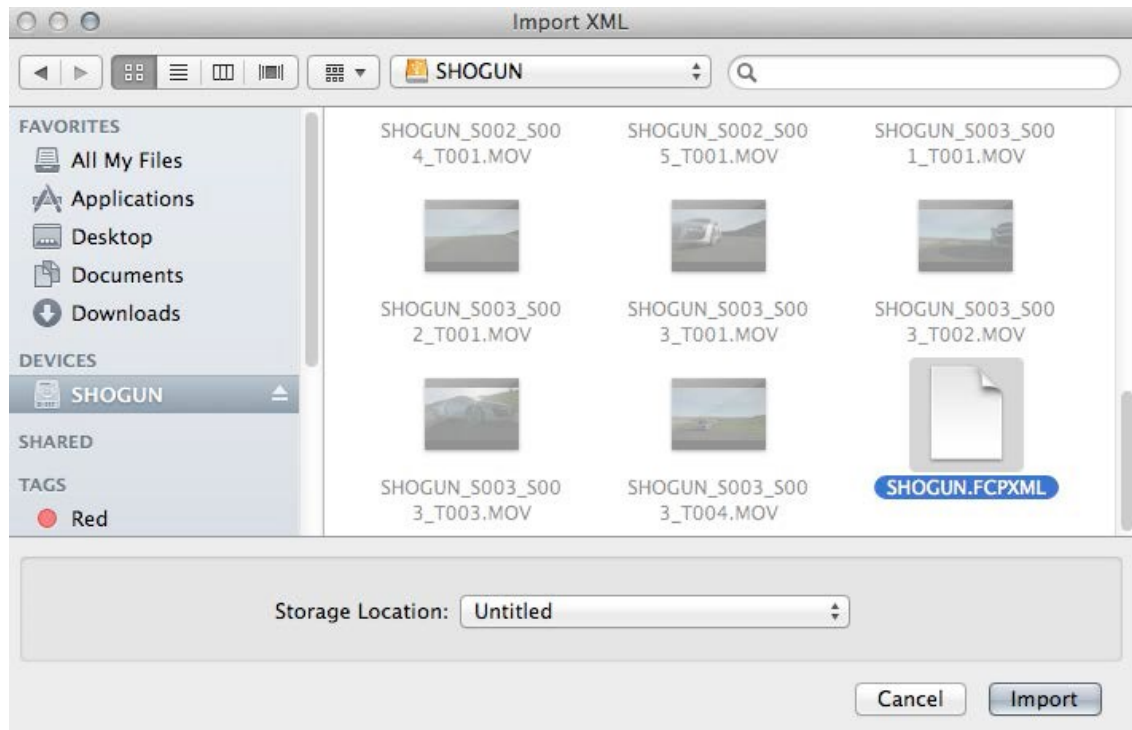 Import XML
SHOGUN
FAVORITES
All My Files
Applications
Desktop
Documents
Downloads
DEVICES
SHOGUN
SHARED
TAGS
Red
SHOGUN_S002_S00
4_T001.MOV
SHOGUN_S002_S00
5_T001.MOV
SHOGUN_S003_S00
1_T001.MOV
SHOGUN_S003_S00
2_T001.MOV
SHOGUN_S003_S00
3_T001.MOV
SHOGUN_S003_S00
3_T002.MOV
SHOGUN_S003_S00
3_T003.MOV
SHOGUN_S003_S00
3_T004.MOV
SHOGUN.FCPXML
Storage Location: Untitled
Cancel
Import